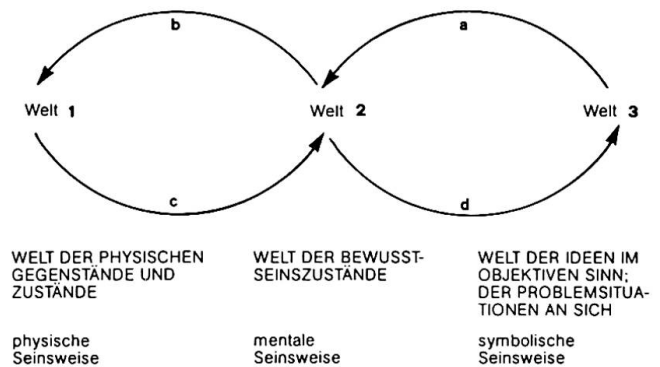 b
a
Welt 1
Welt 2
Welt 3
c
d
WELT DER PHYSISCHEN
GEGENSTÄNDE UND
ZUSTÄNDE
physische
Seinsweise
WELT DER BEWUSST-
SEINSZUSTÄNDE
mentale
Seinsweise
WELT DER IDEEN IM
OBJEKTIVEN SINN;
DER PROBLEMSITUA-
TIONEN AN SICH
symbolische
Seinsweise